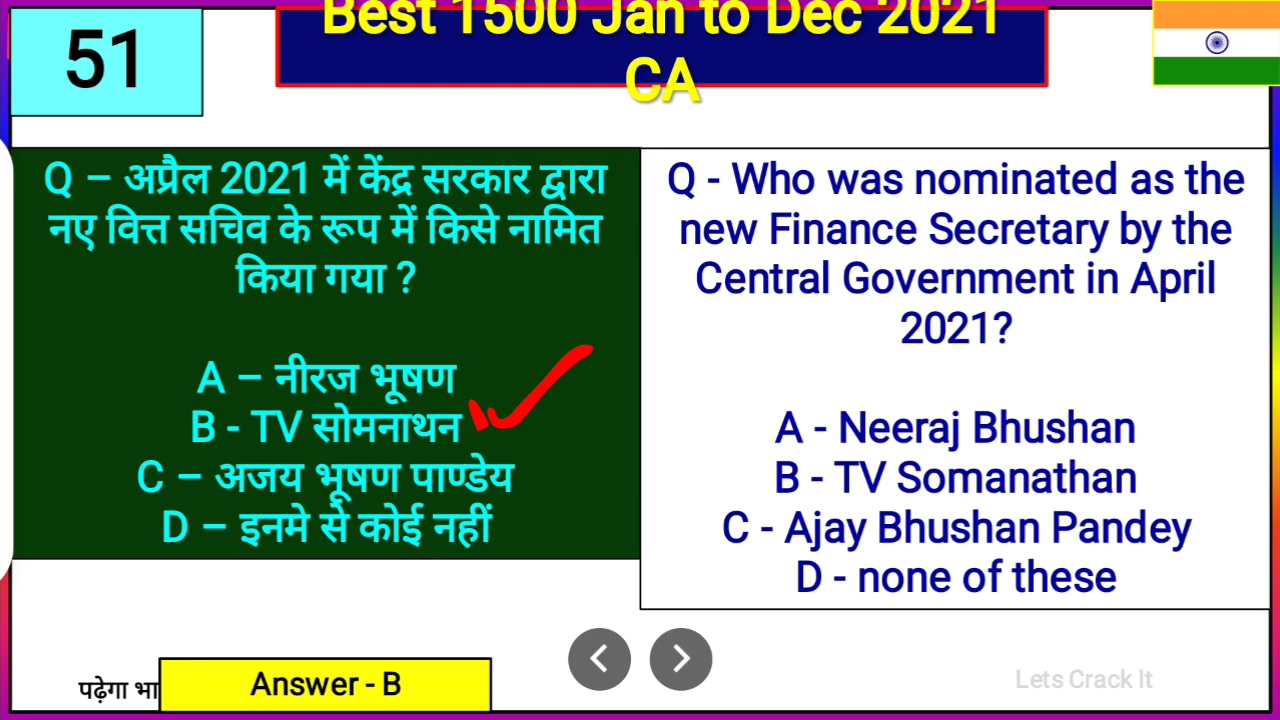 51
Best 1500 Jan to Dec 2021
CA
Q – अप्रैल 2021 में केंद्र सरकार द्वारा
नए वित्त सचिव के रूप में किसे नामित
किया गया ?
A – नीरज भूषण
B - TV सोमनाथन
C – अजय भूषण पाण्डेय
D – इनमे से कोई नहीं
Q - Who was nominated as the
new Finance Secretary by the
Central Government in April
2021?
A - Neeraj Bhushan
B - TV Somanathan
C - Ajay Bhushan Pandey
D - none of these
पढ़ेगा भा
Answer - B
Lets Crack It